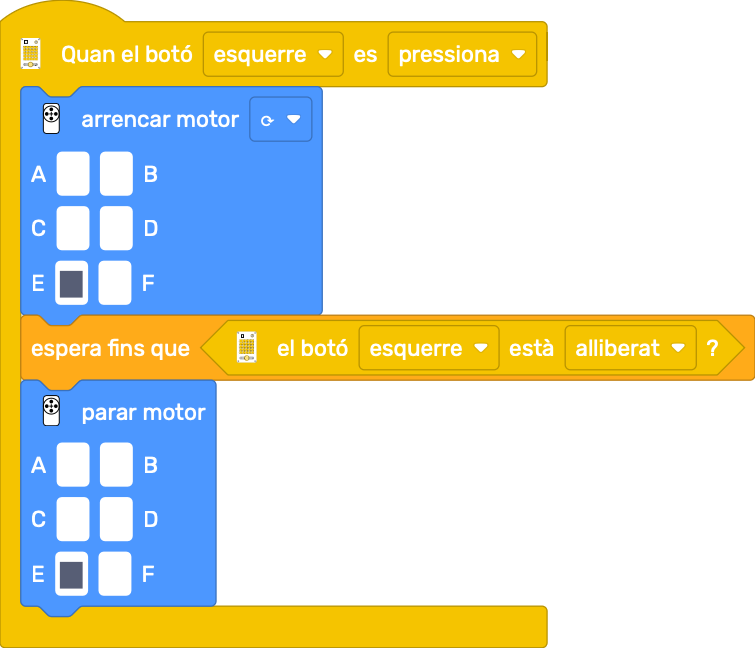 Quan el botó esquerre es pressiona
arrencar motor ⟳
A B
C D
E F
espera fins que el botó esquerre està alliberat ?
parar motor
A B
C D
E F